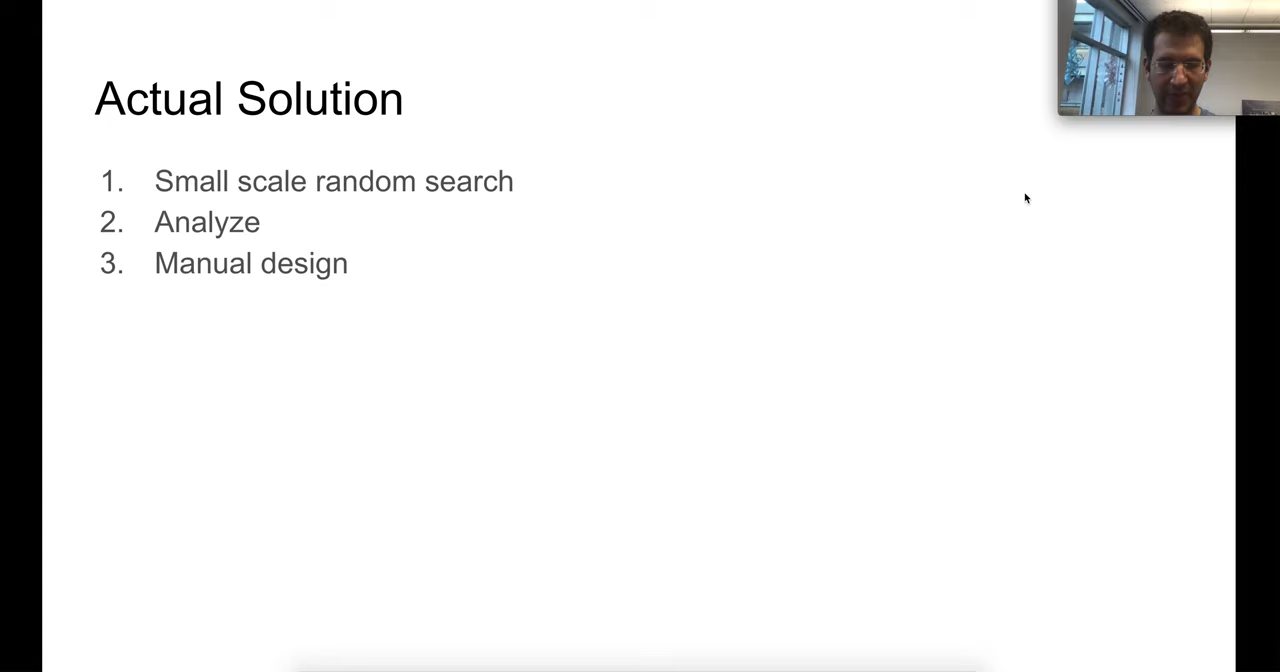 Actual Solution
1. Small scale random search
2. Analyze
3. Manual design